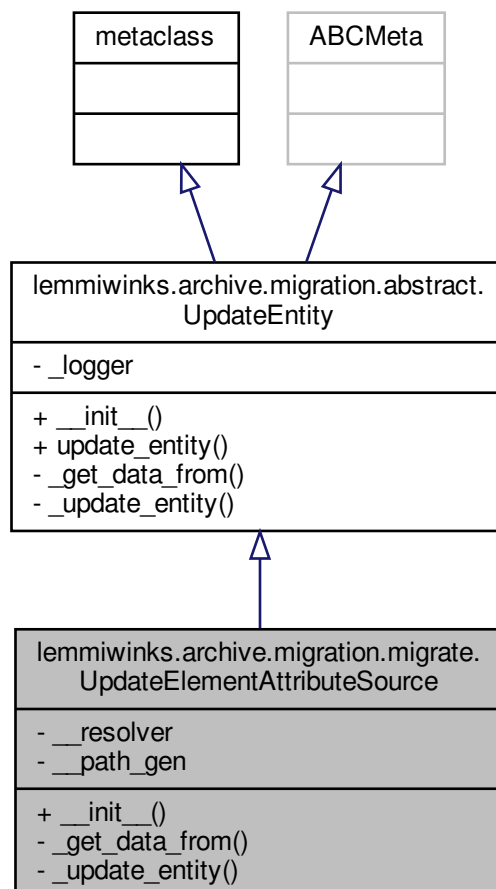 metaclass
ABCMeta
lemmiwinks.archive.migration.abstract.
UpdateEntity
- _logger
+ __init__()
+ update_entity()
- _get_data_from()
- _update_entity()
lemmiwinks.archive.migration.migrate.
UpdateElementAttributeSource
- __resolver
- __path_gen
+ __init__()
- _get_data_from()
- _update_entity()